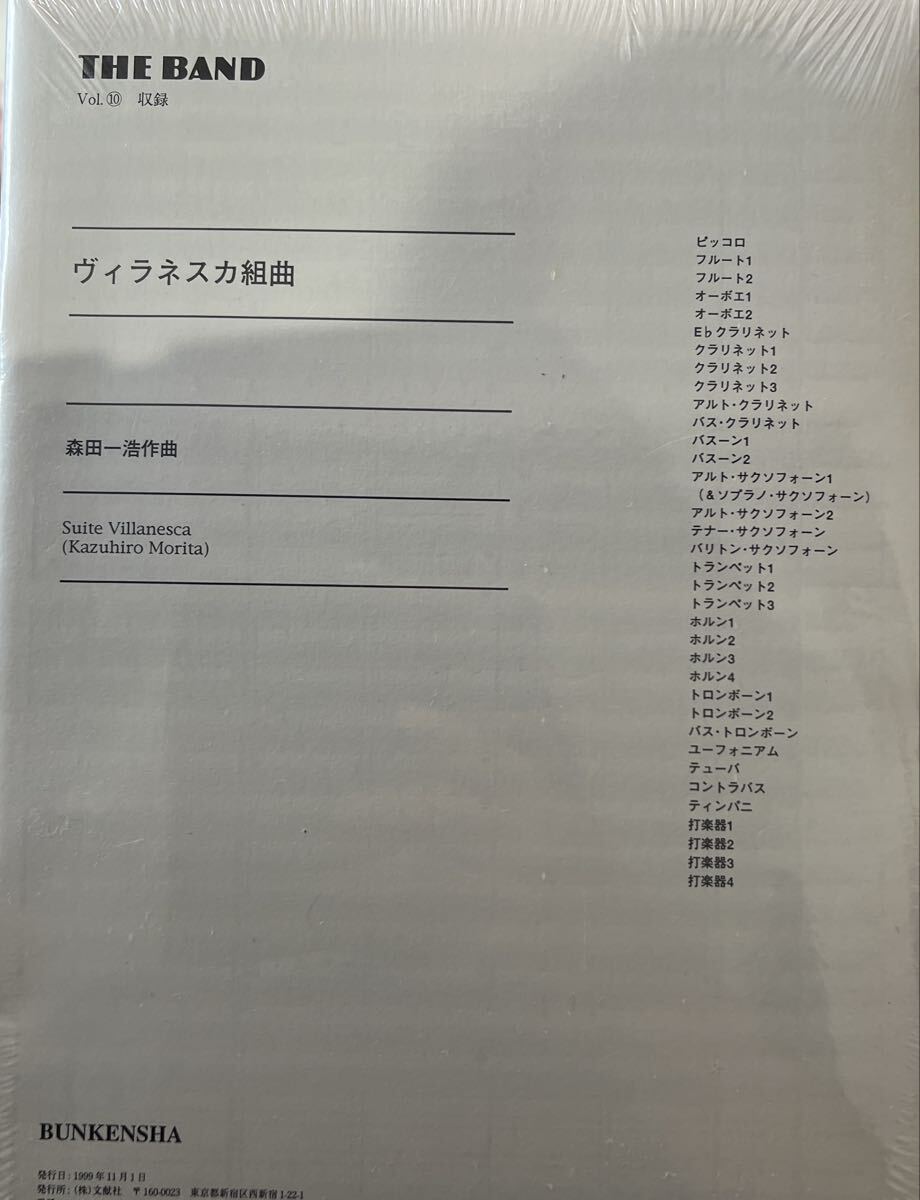 THE BAND
Vol.⑩ 収録
ヴィラネスカ組曲
森田一浩作曲
Suite Villanesca
(Kazuhiro Morita)
ピッコロ
フルート1
フルート2
オーボエ1
オーボエ2
E♭クラリネット
クラリネット1
クラリネット2
クラリネット3
アルト・クラリネット
バス・クラリネット
バスーン1
バスーン2
アルト・サクソフォーン1
(&ソプラノ・サクソフォーン)
アルト・サクソフォーン2
テナー・サクソフォーン
バリトン・サクソフォーン
トランペット1
トランペット2
トランペット3
ホルン1
ホルン2
ホルン3
ホルン4
トロンボーン1
トロンボーン2
バス・トロンボーン
ユーフォニアム
テューバ
コントラバス
ティンパニ
打楽器1
打楽器2
打楽器3
打楽器4
BUNKENSHA
発行日:1999年11月1日
発行所:(株)文献社 〒160-0023 東京都新宿区西新宿1-22-1